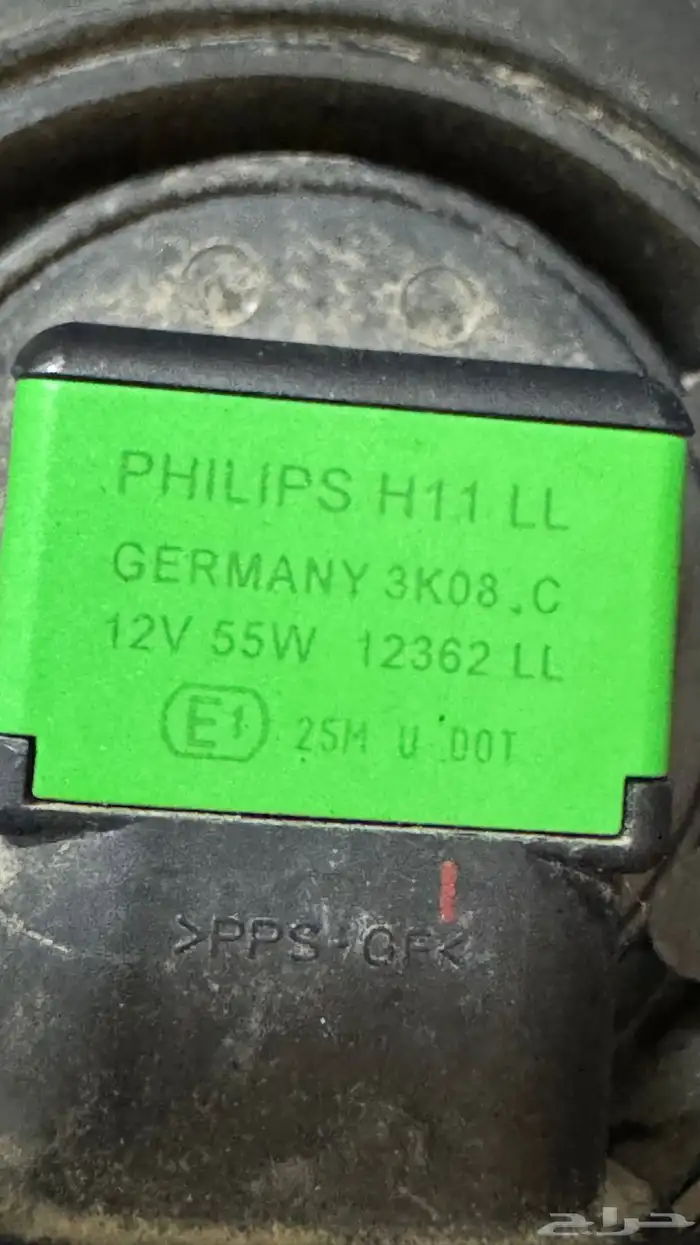 PHILIPS H11 LL
GERMANY 3K08.C
12V 55W 12362 LL
E1 25M U DOT
>PPS-GF<
حراج